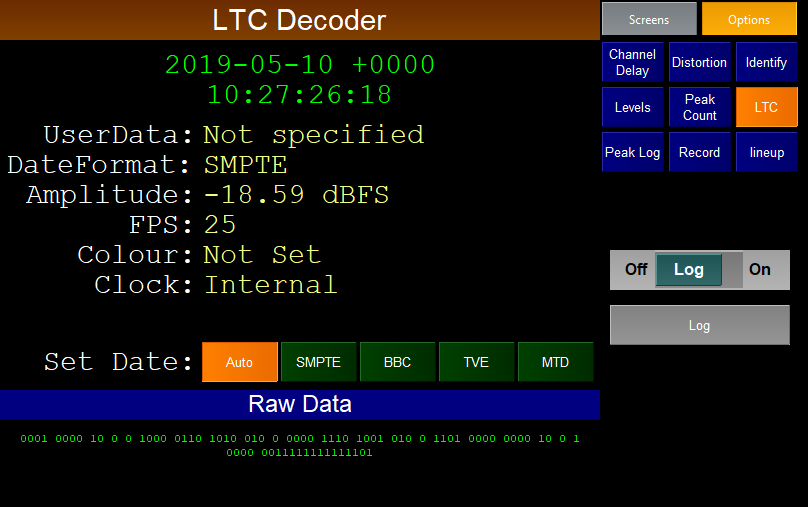 LTC Decoder
2019-05-10 +0000
10:27:26:18
UserData: Not specified
DateFormat: SMPTE
Amplitude: -18.59 dBFS
FPS: 25
Colour: Not Set
Clock: Internal
Set Date: Auto SMPTE BBC TVE MTD
Raw Data
0001 0000 10 0 0 1000 0110 1010 010 0 0000 1110 1001 010 0 1101 0000 0000 10 0 1
0000 0011111111111101
Screens Options
Channel
Delay
Distortion
Identify
Levels
Peak
Count
LTC
Peak Log
Record
lineup
Off Log On
Log